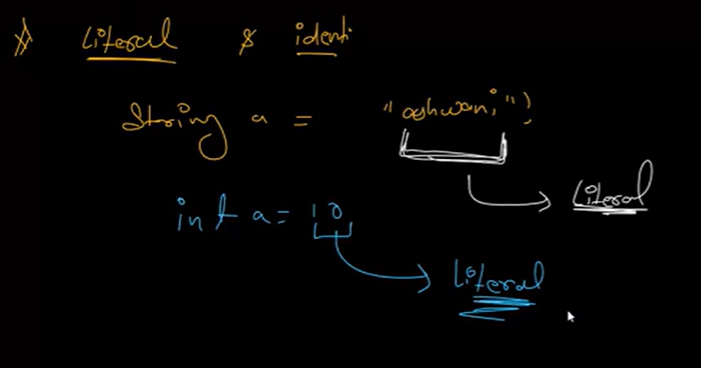 Literal & identi
String a = "ashwani";
Literal
int a = 10
Literal